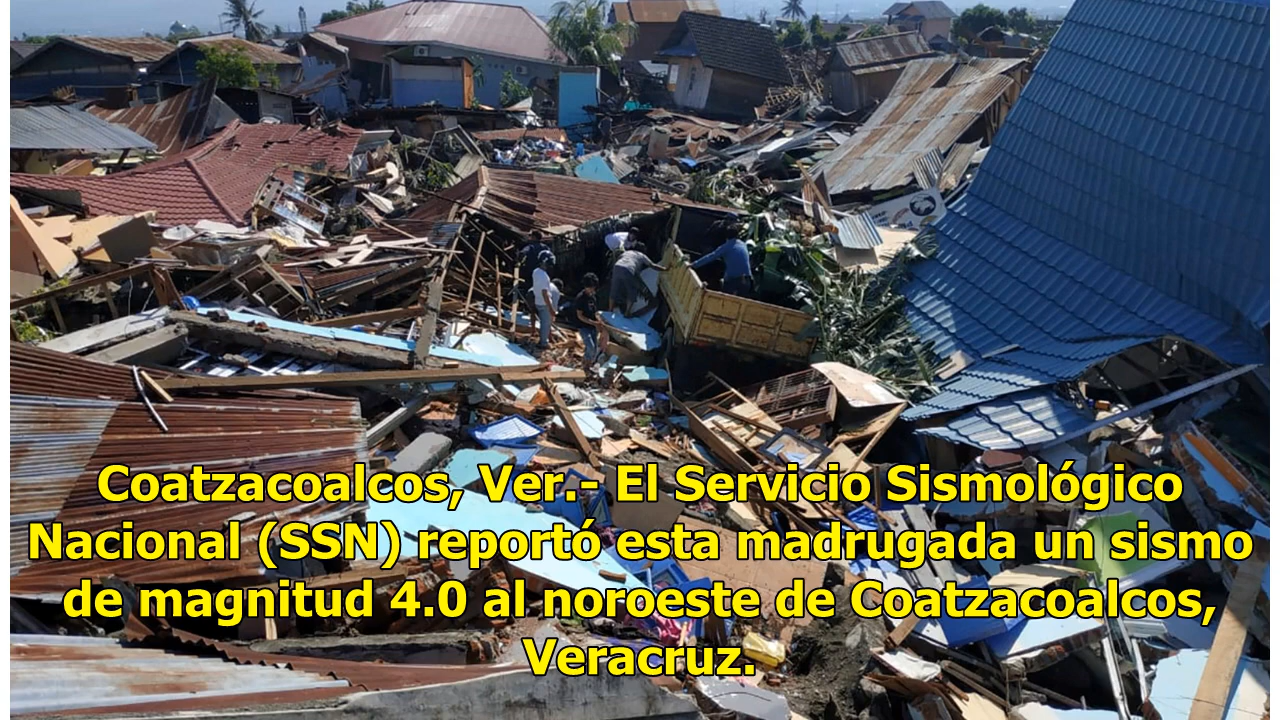 Coatzacoalcos, Ver.- El Servicio Sismológico
Nacional (SSN) reportó esta madrugada un sismo
de magnitud 4.0 al noroeste de Coatzacoalcos,
Veracruz.